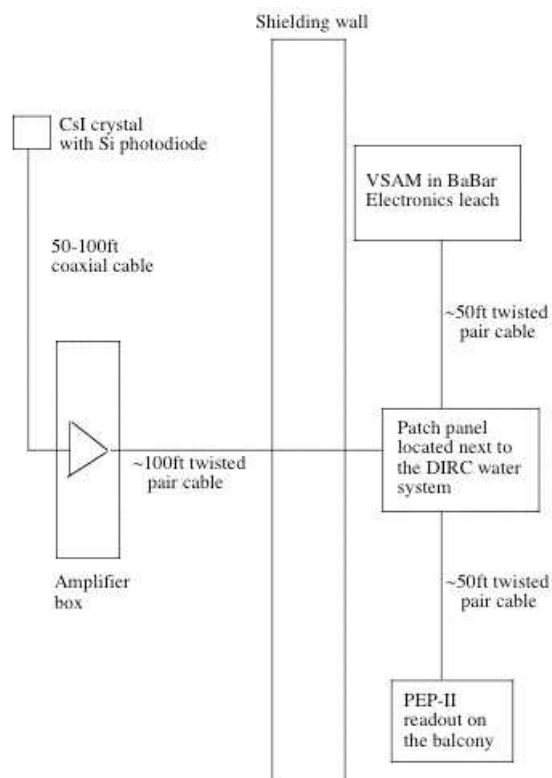 Shielding wall
CsI crystal
with Si photodiode
VSAM in BaBar
Electronics leach
50-100ft
coaxial cable
~50ft twisted
pair cable
Patch panel
located next to
the DIRC water
system
~100ft twisted
pair cable
Amplifier
box
~50ft twisted
pair cable
PEP-II
readout on
the balcony